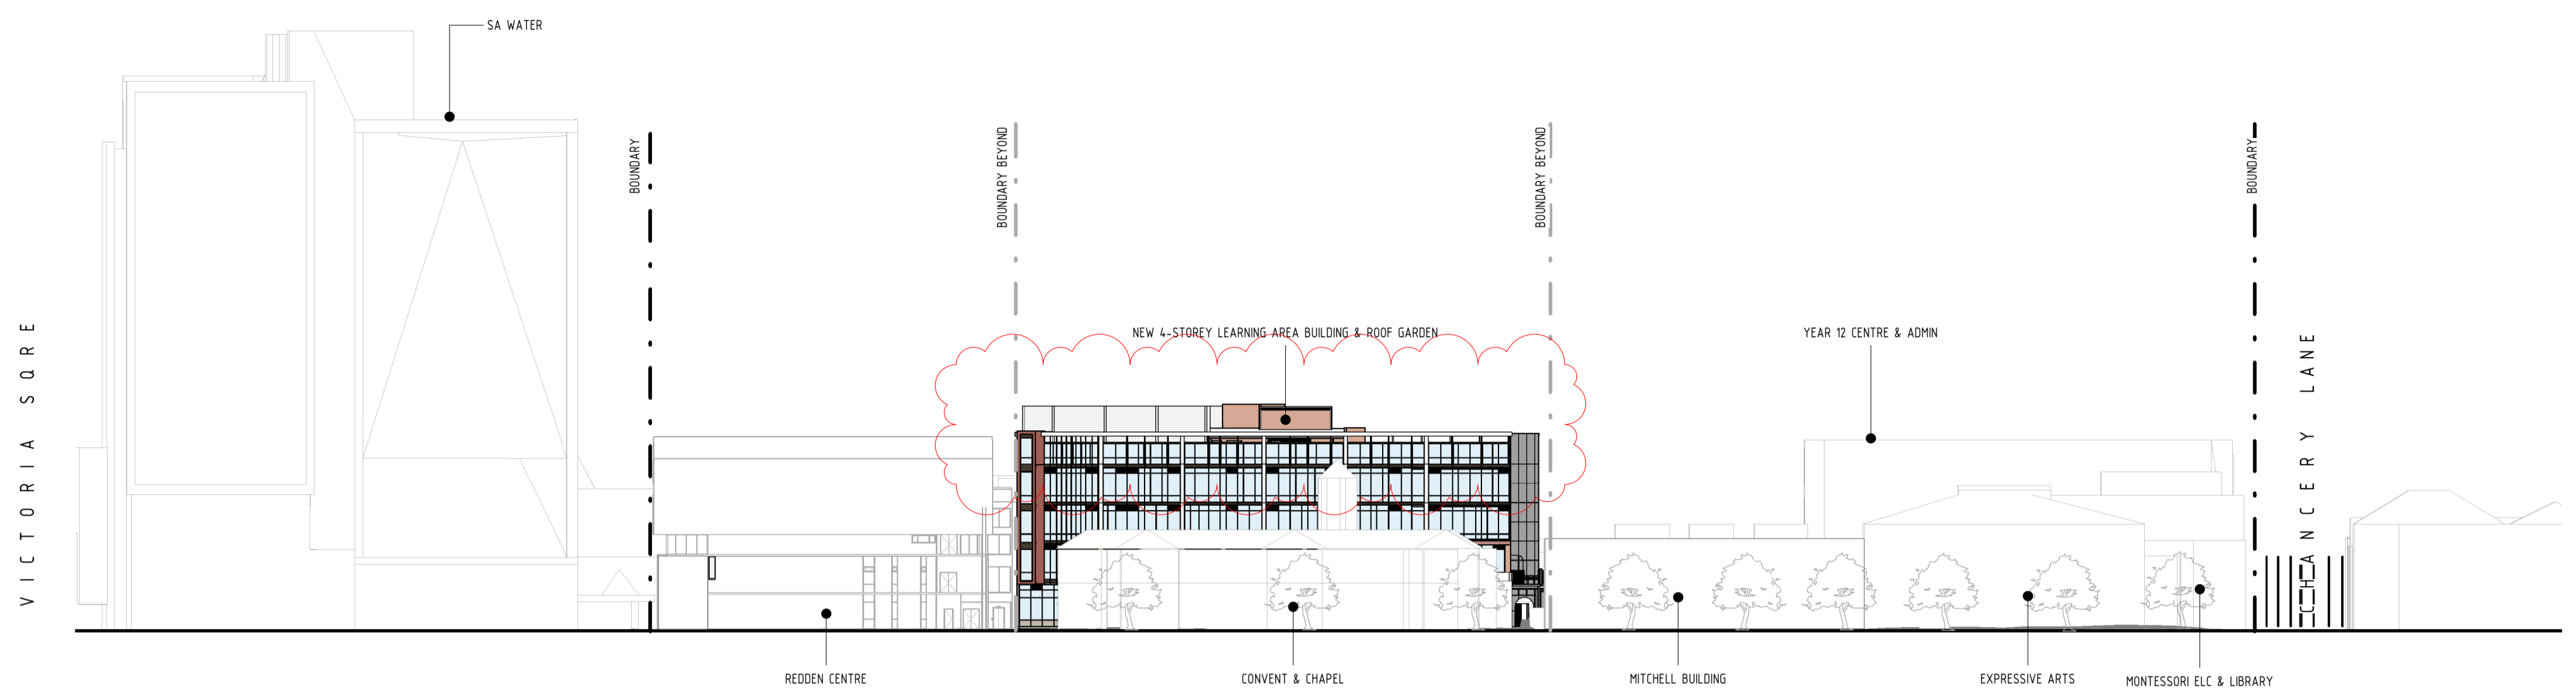 SA WATER
BOUNDARY
BOUNDARY BEYOND
BOUNDARY BEYOND
BOUNDARY
VICTORIA SQRE
NEW 4-STOREY LEARNING AREA BUILDING & ROOF GARDEN
YEAR 12 CENTRE & ADMIN
CHANCERY LANE
REDDEN CENTRE
CONVENT & CHAPEL
MITCHELL BUILDING
EXPRESSIVE ARTS
MONTESSORI ELC & LIBRARY